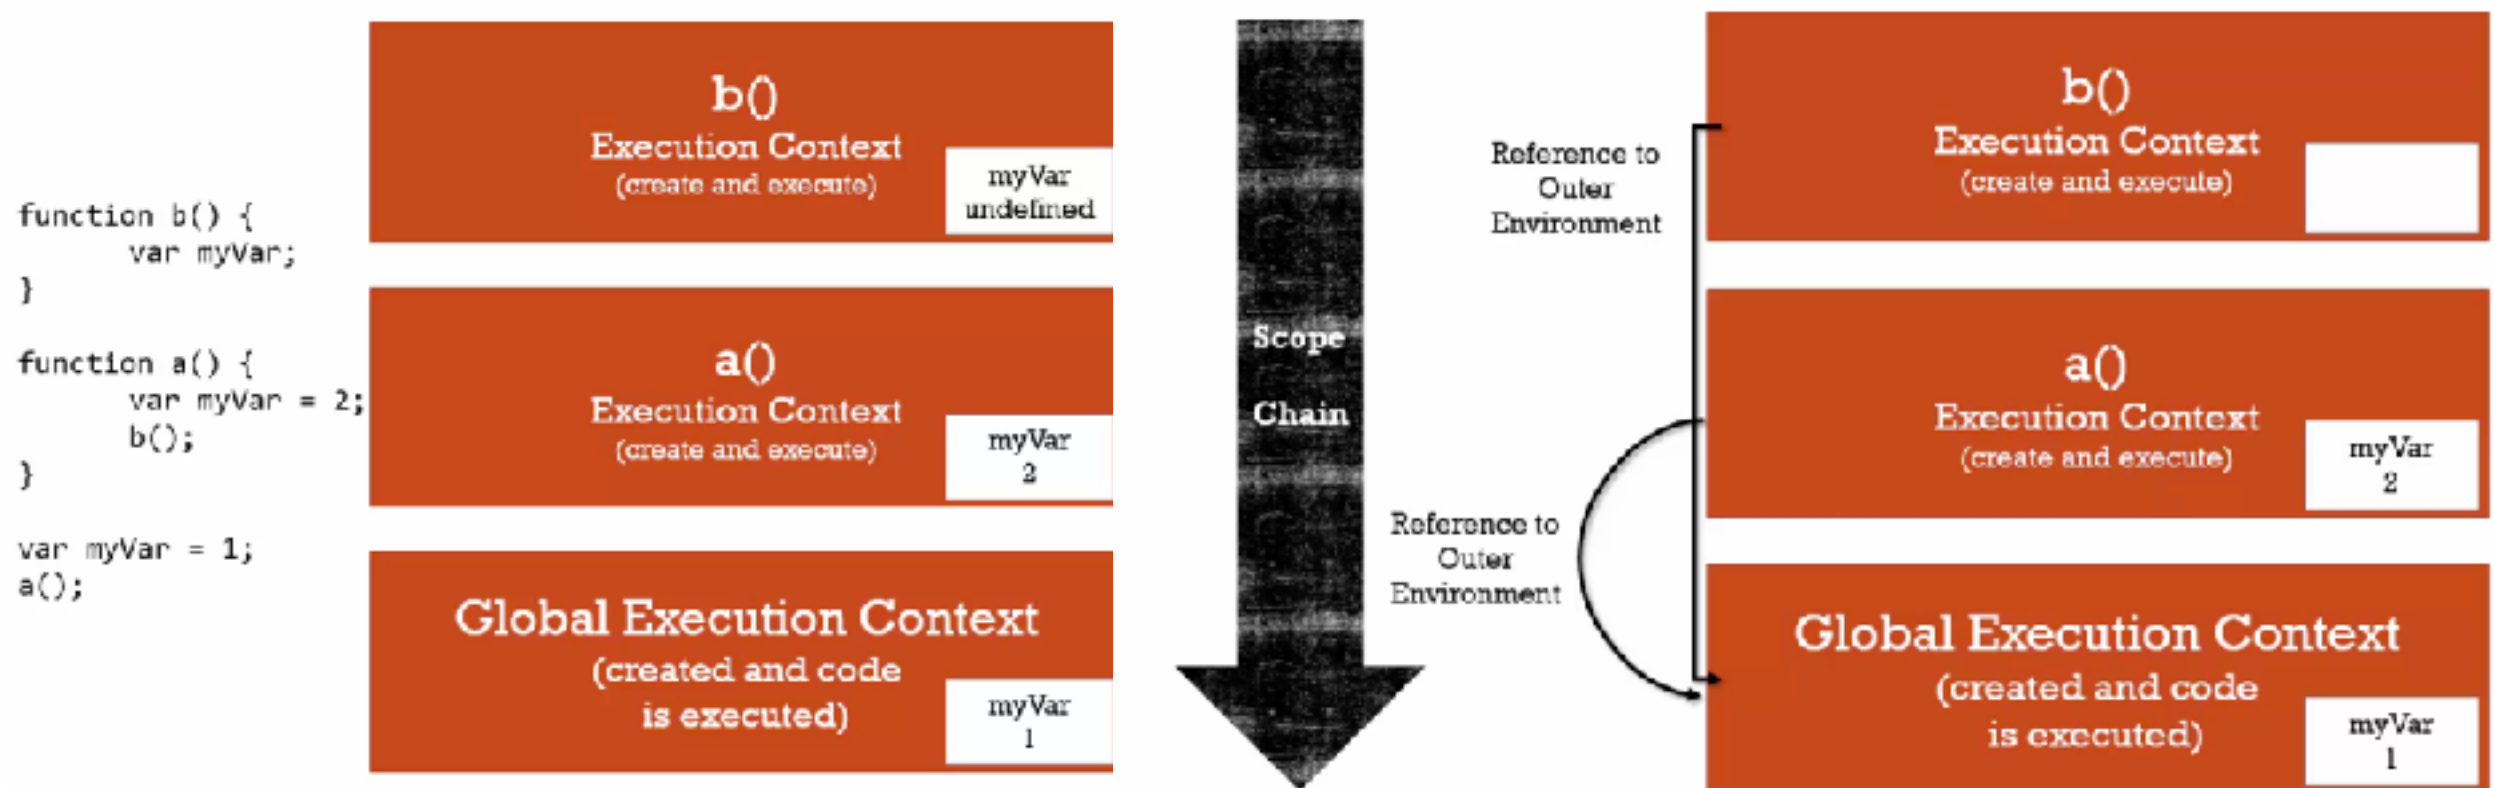 function b() {
var myVar;
}
function a() {
var myVar = 2;
b();
}
var myVar = 1;
a();
b()
Execution Context
(create and execute)
myVar
undefined
a()
Execution Context
(create and execute)
myVar
2
Global Execution Context
(created and code
is executed)
myVar
1
Scope
Chain
Reference to
Outer
Environment
Reference to
Outer
Environment
b()
Execution Context
(create and execute)
a()
Execution Context
(create and execute)
myVar
2
Global Execution Context
(created and code
is executed)
myVar
1